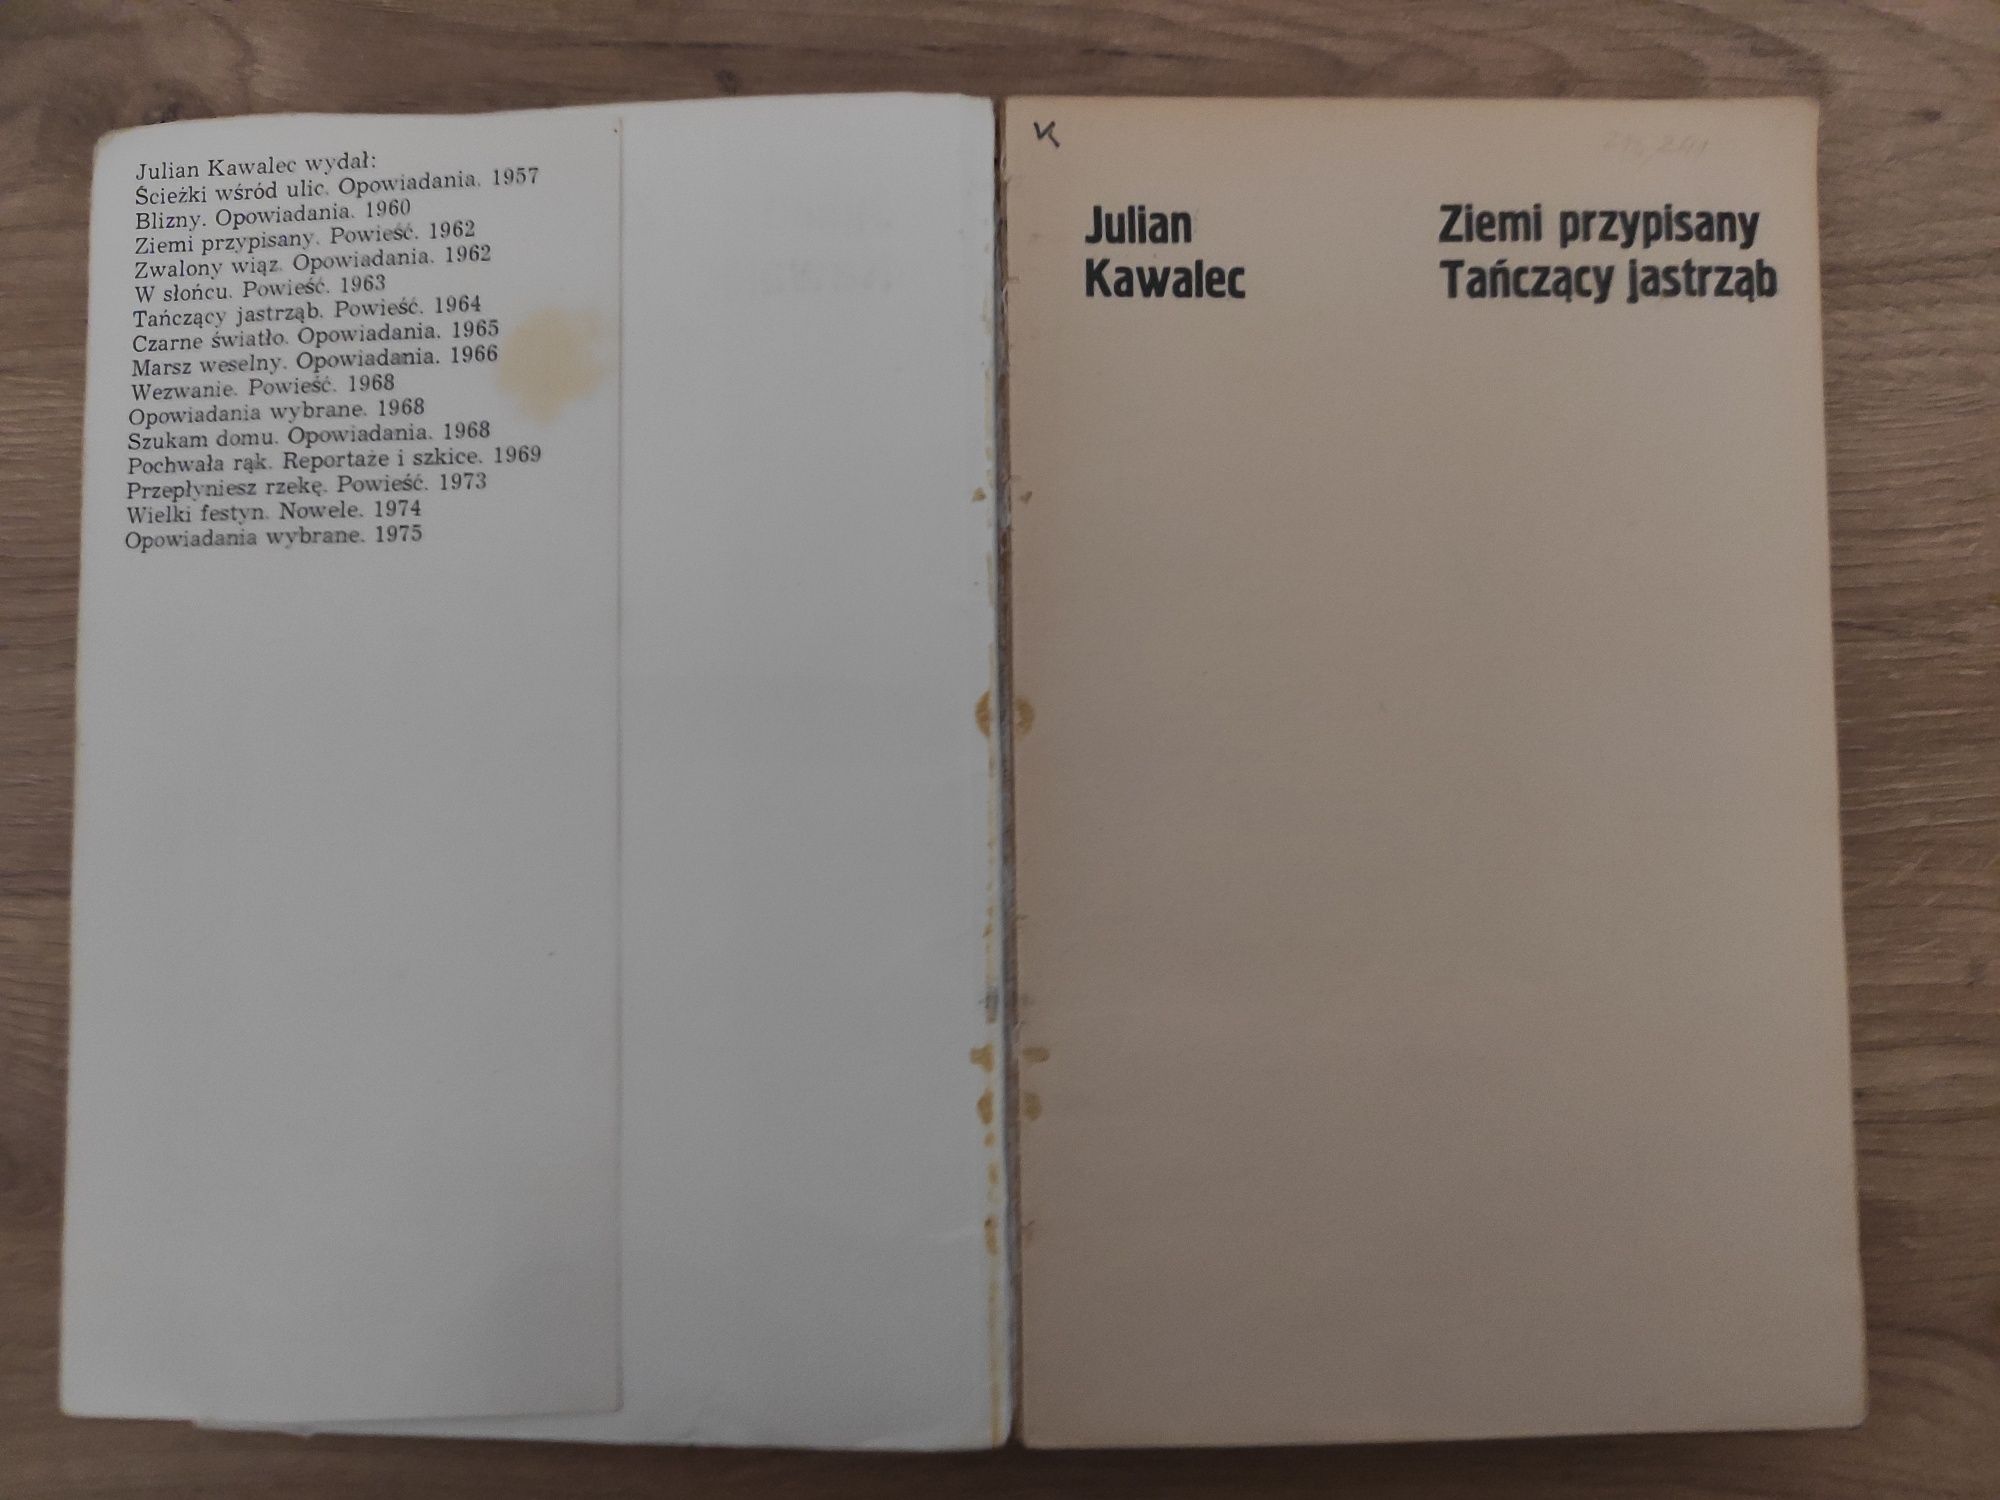 Julian Kawalec wydał:
Ścieżki wśród ulic. Opowiadania. 1957
Blizny. Opowiadania. 1960
Ziemi przypisany. Powieść. 1962
Zwalony wiąz. Opowiadania. 1962
W słońcu. Powieść. 1963
Tańczący jastrząb. Powieść. 1964
Czarne światło. Opowiadania. 1965
Marsz weselny. Opowiadania. 1966
Wezwanie. Powieść. 1968
Opowiadania wybrane. 1968
Szukam domu. Opowiadania. 1968
Pochwała rąk. Reportaże i szkice. 1969
Przepłyniesz rzekę. Powieść. 1973
Wielki festyn. Nowele. 1974
Opowiadania wybrane. 1975
K
Julian
Kawalec
Ziemi przypisany
Tańczący jastrząb